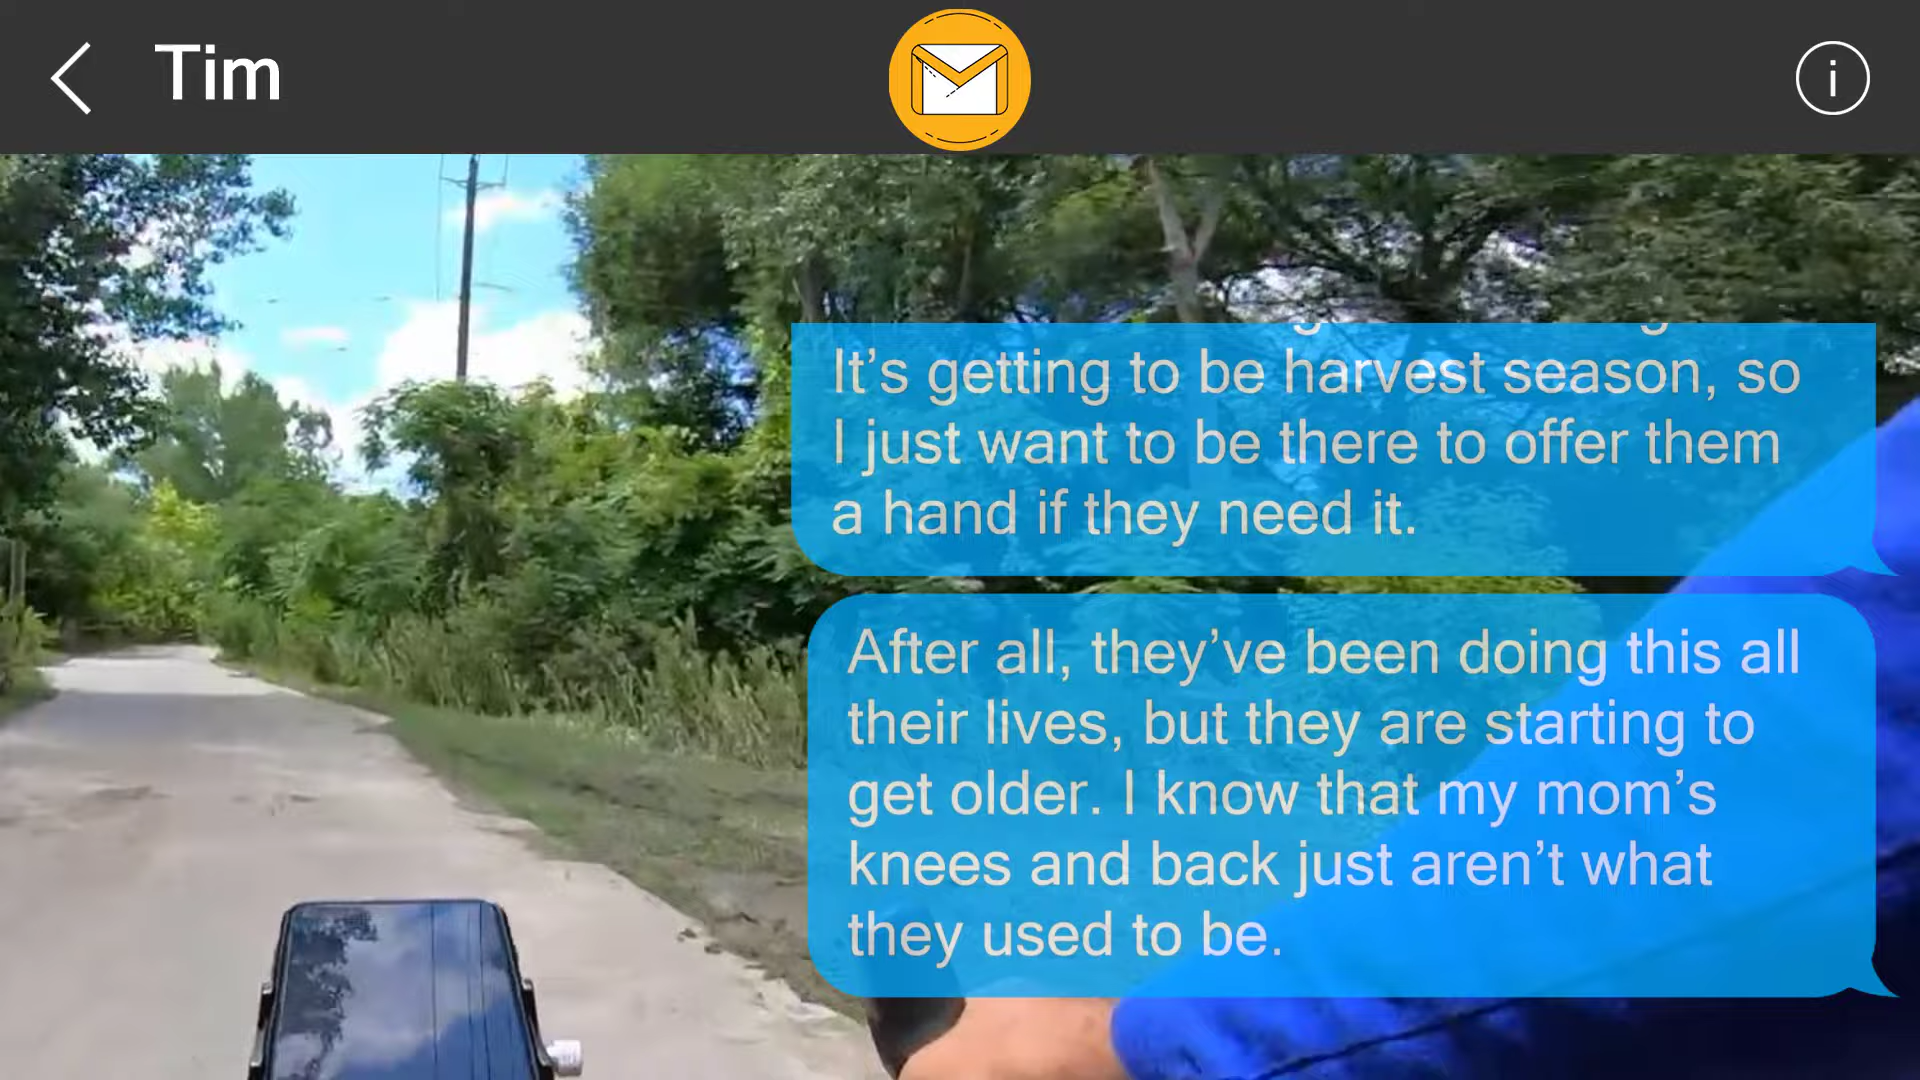 Tim
It’s getting to be harvest season, so
I just want to be there to offer them
a hand if they need it.
After all, they’ve been doing this all
their lives, but they are starting to
get older. I know that my mom’s
knees and back just aren’t what
they used to be.